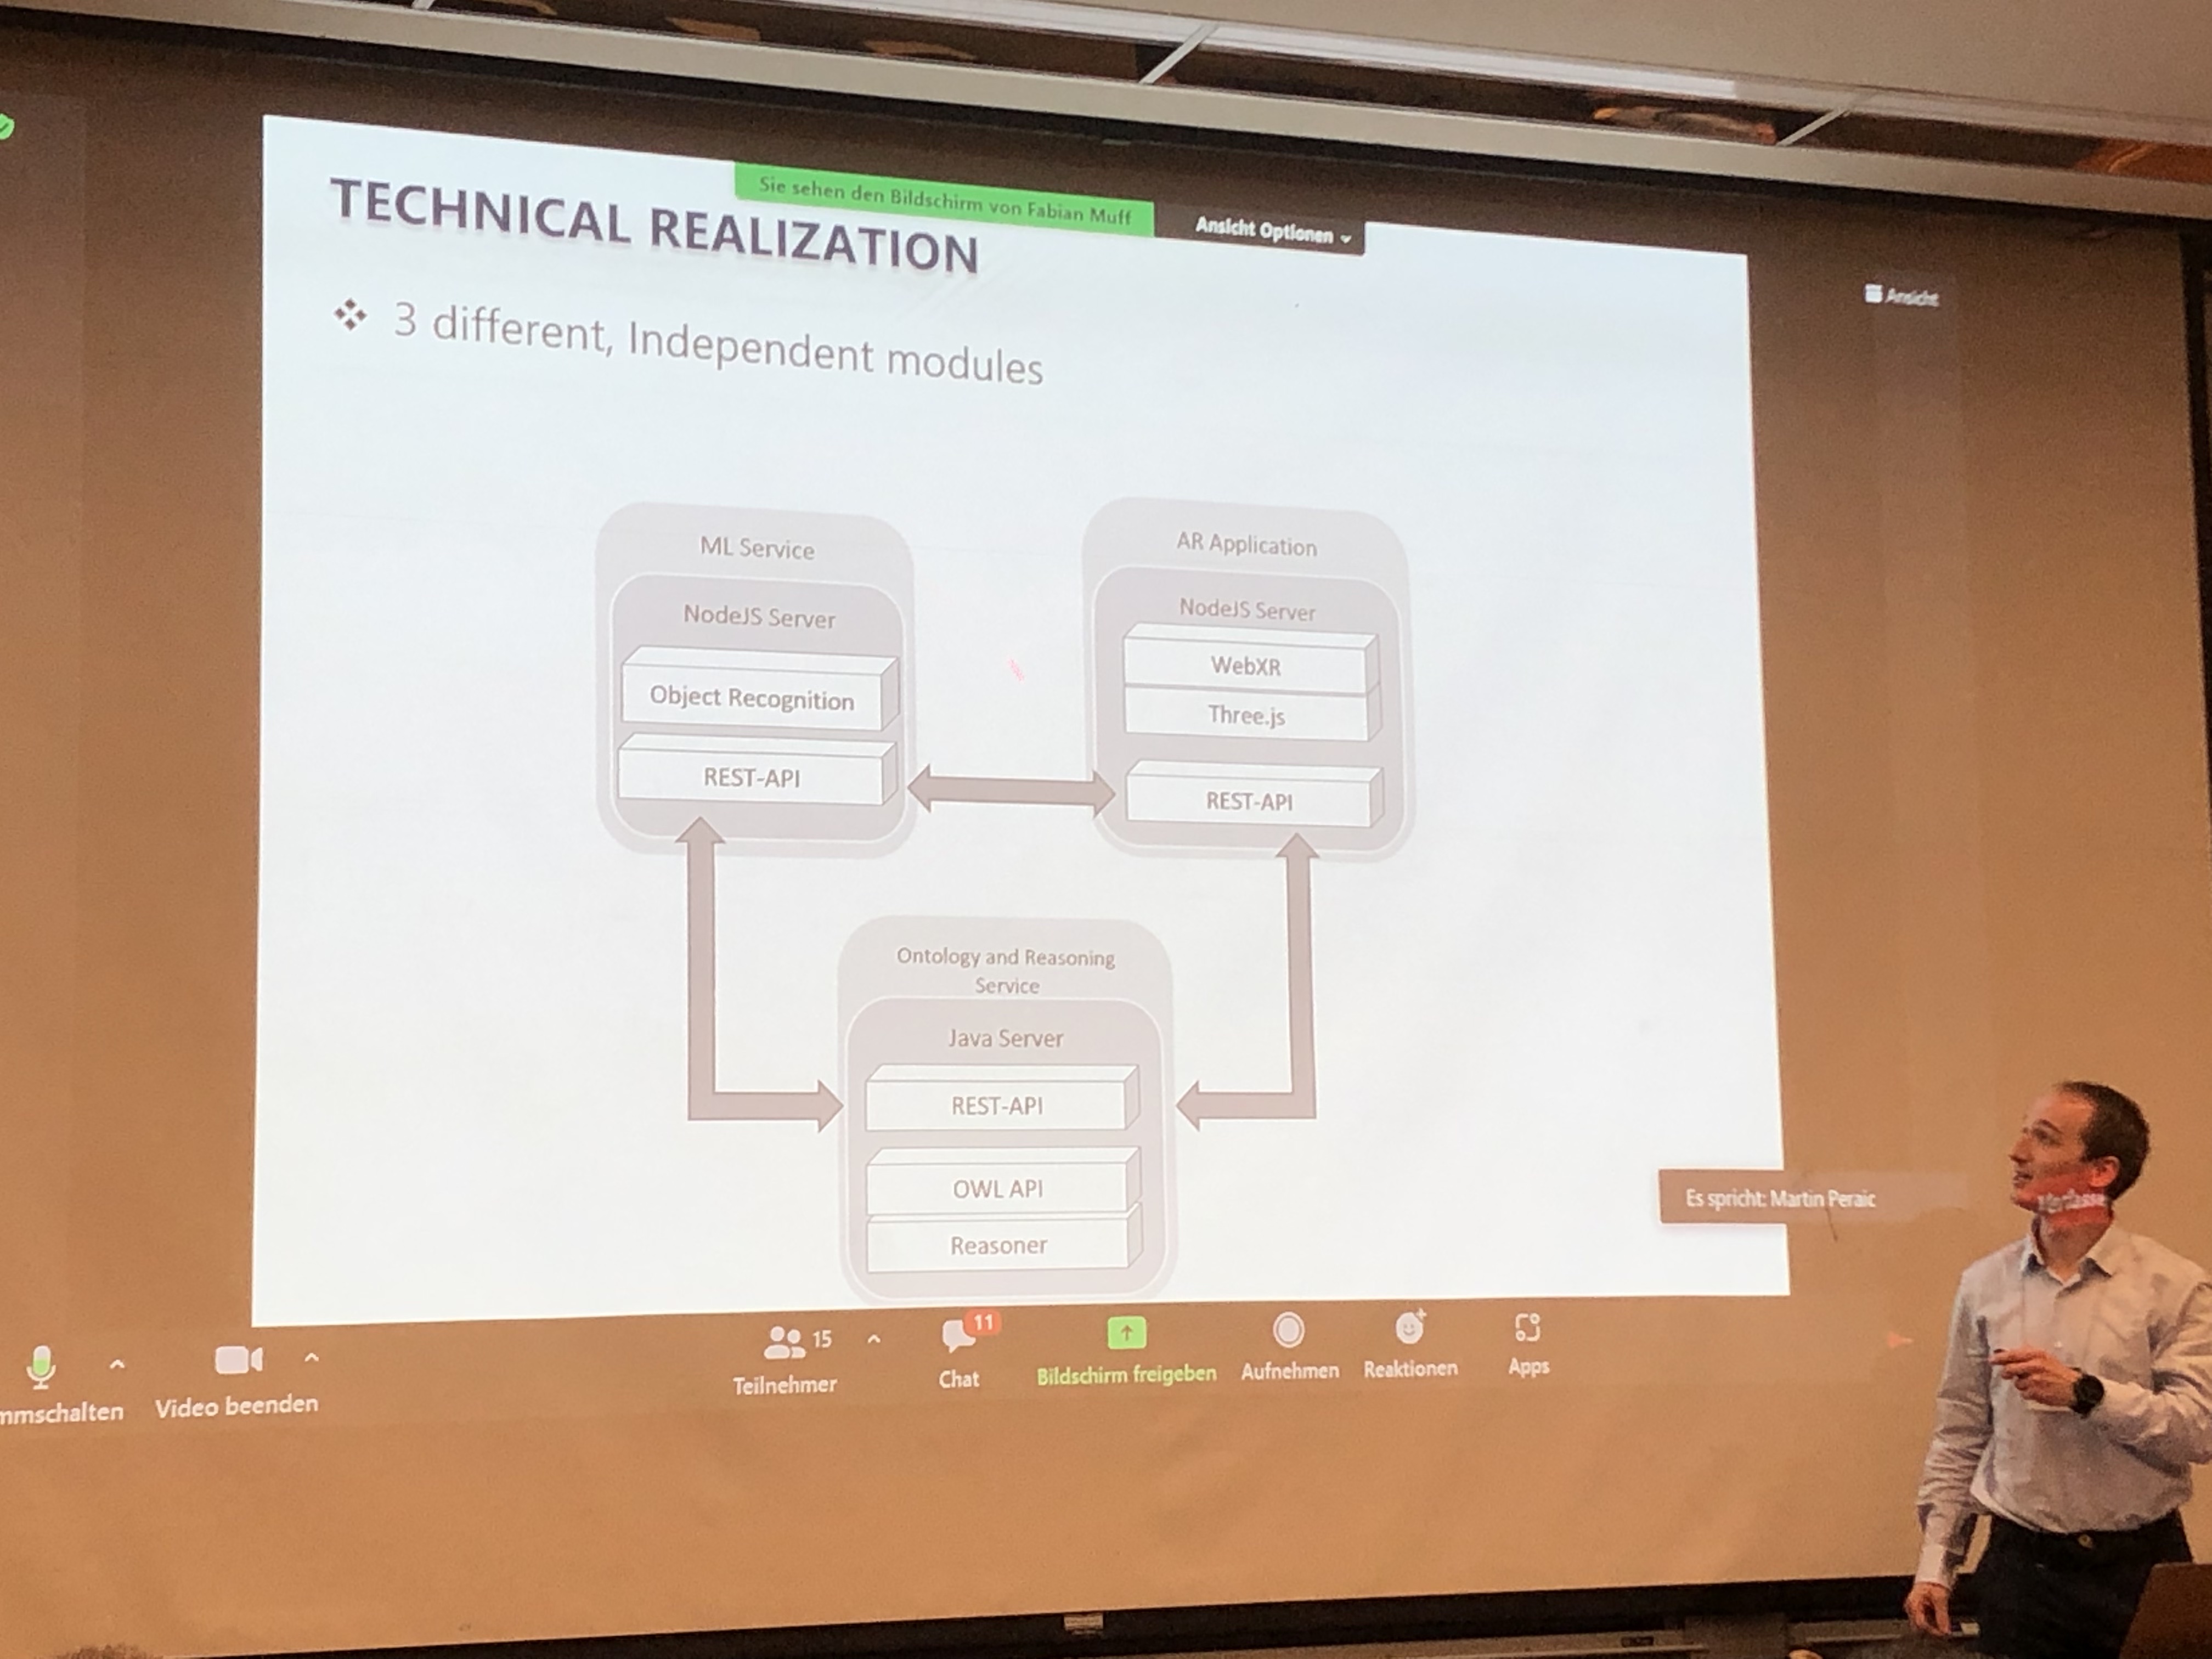 Sie sehen den Bildschirm von Fabian Muff
Ansicht Optionen
Ansicht
TECHNICAL REALIZATION
3 different, Independent modules
ML Service
NodeJS Server
Object Recognition
REST-API
AR Application
NodeJS Server
WebXR
Three.js
REST-API
Ontology and Reasoning
Service
Java Server
REST-API
OWL API
Reasoner
Es spricht: Martin Peraic
mmschalten
Video beenden
15
Teilnehmer
11
Chat
Bildschirm freigeben
Aufnehmen
Reaktionen
Apps